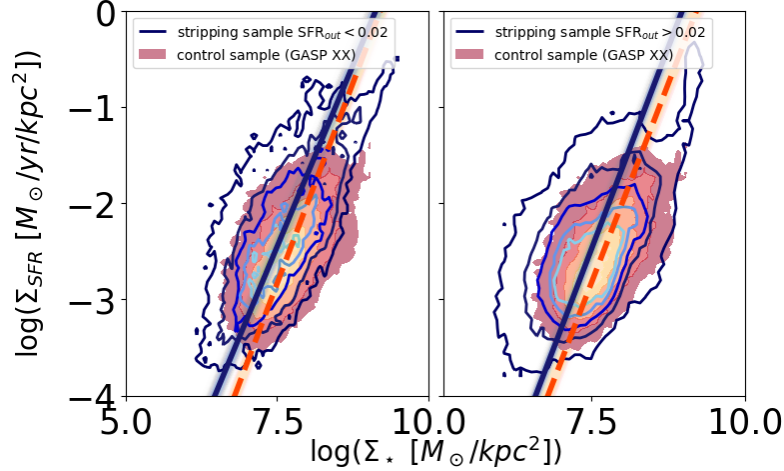 stripping sample SFR_out < 0.02
control sample (GASP XX)
stripping sample SFR_out > 0.02
control sample (GASP XX)
log(Σ_SFR [M_⊙/yr/kpc²])
0
−1
−2
−3
−4
5.0
7.5
10.0
7.5
10.0
log(Σ_⋆ [M_⊙/kpc²])